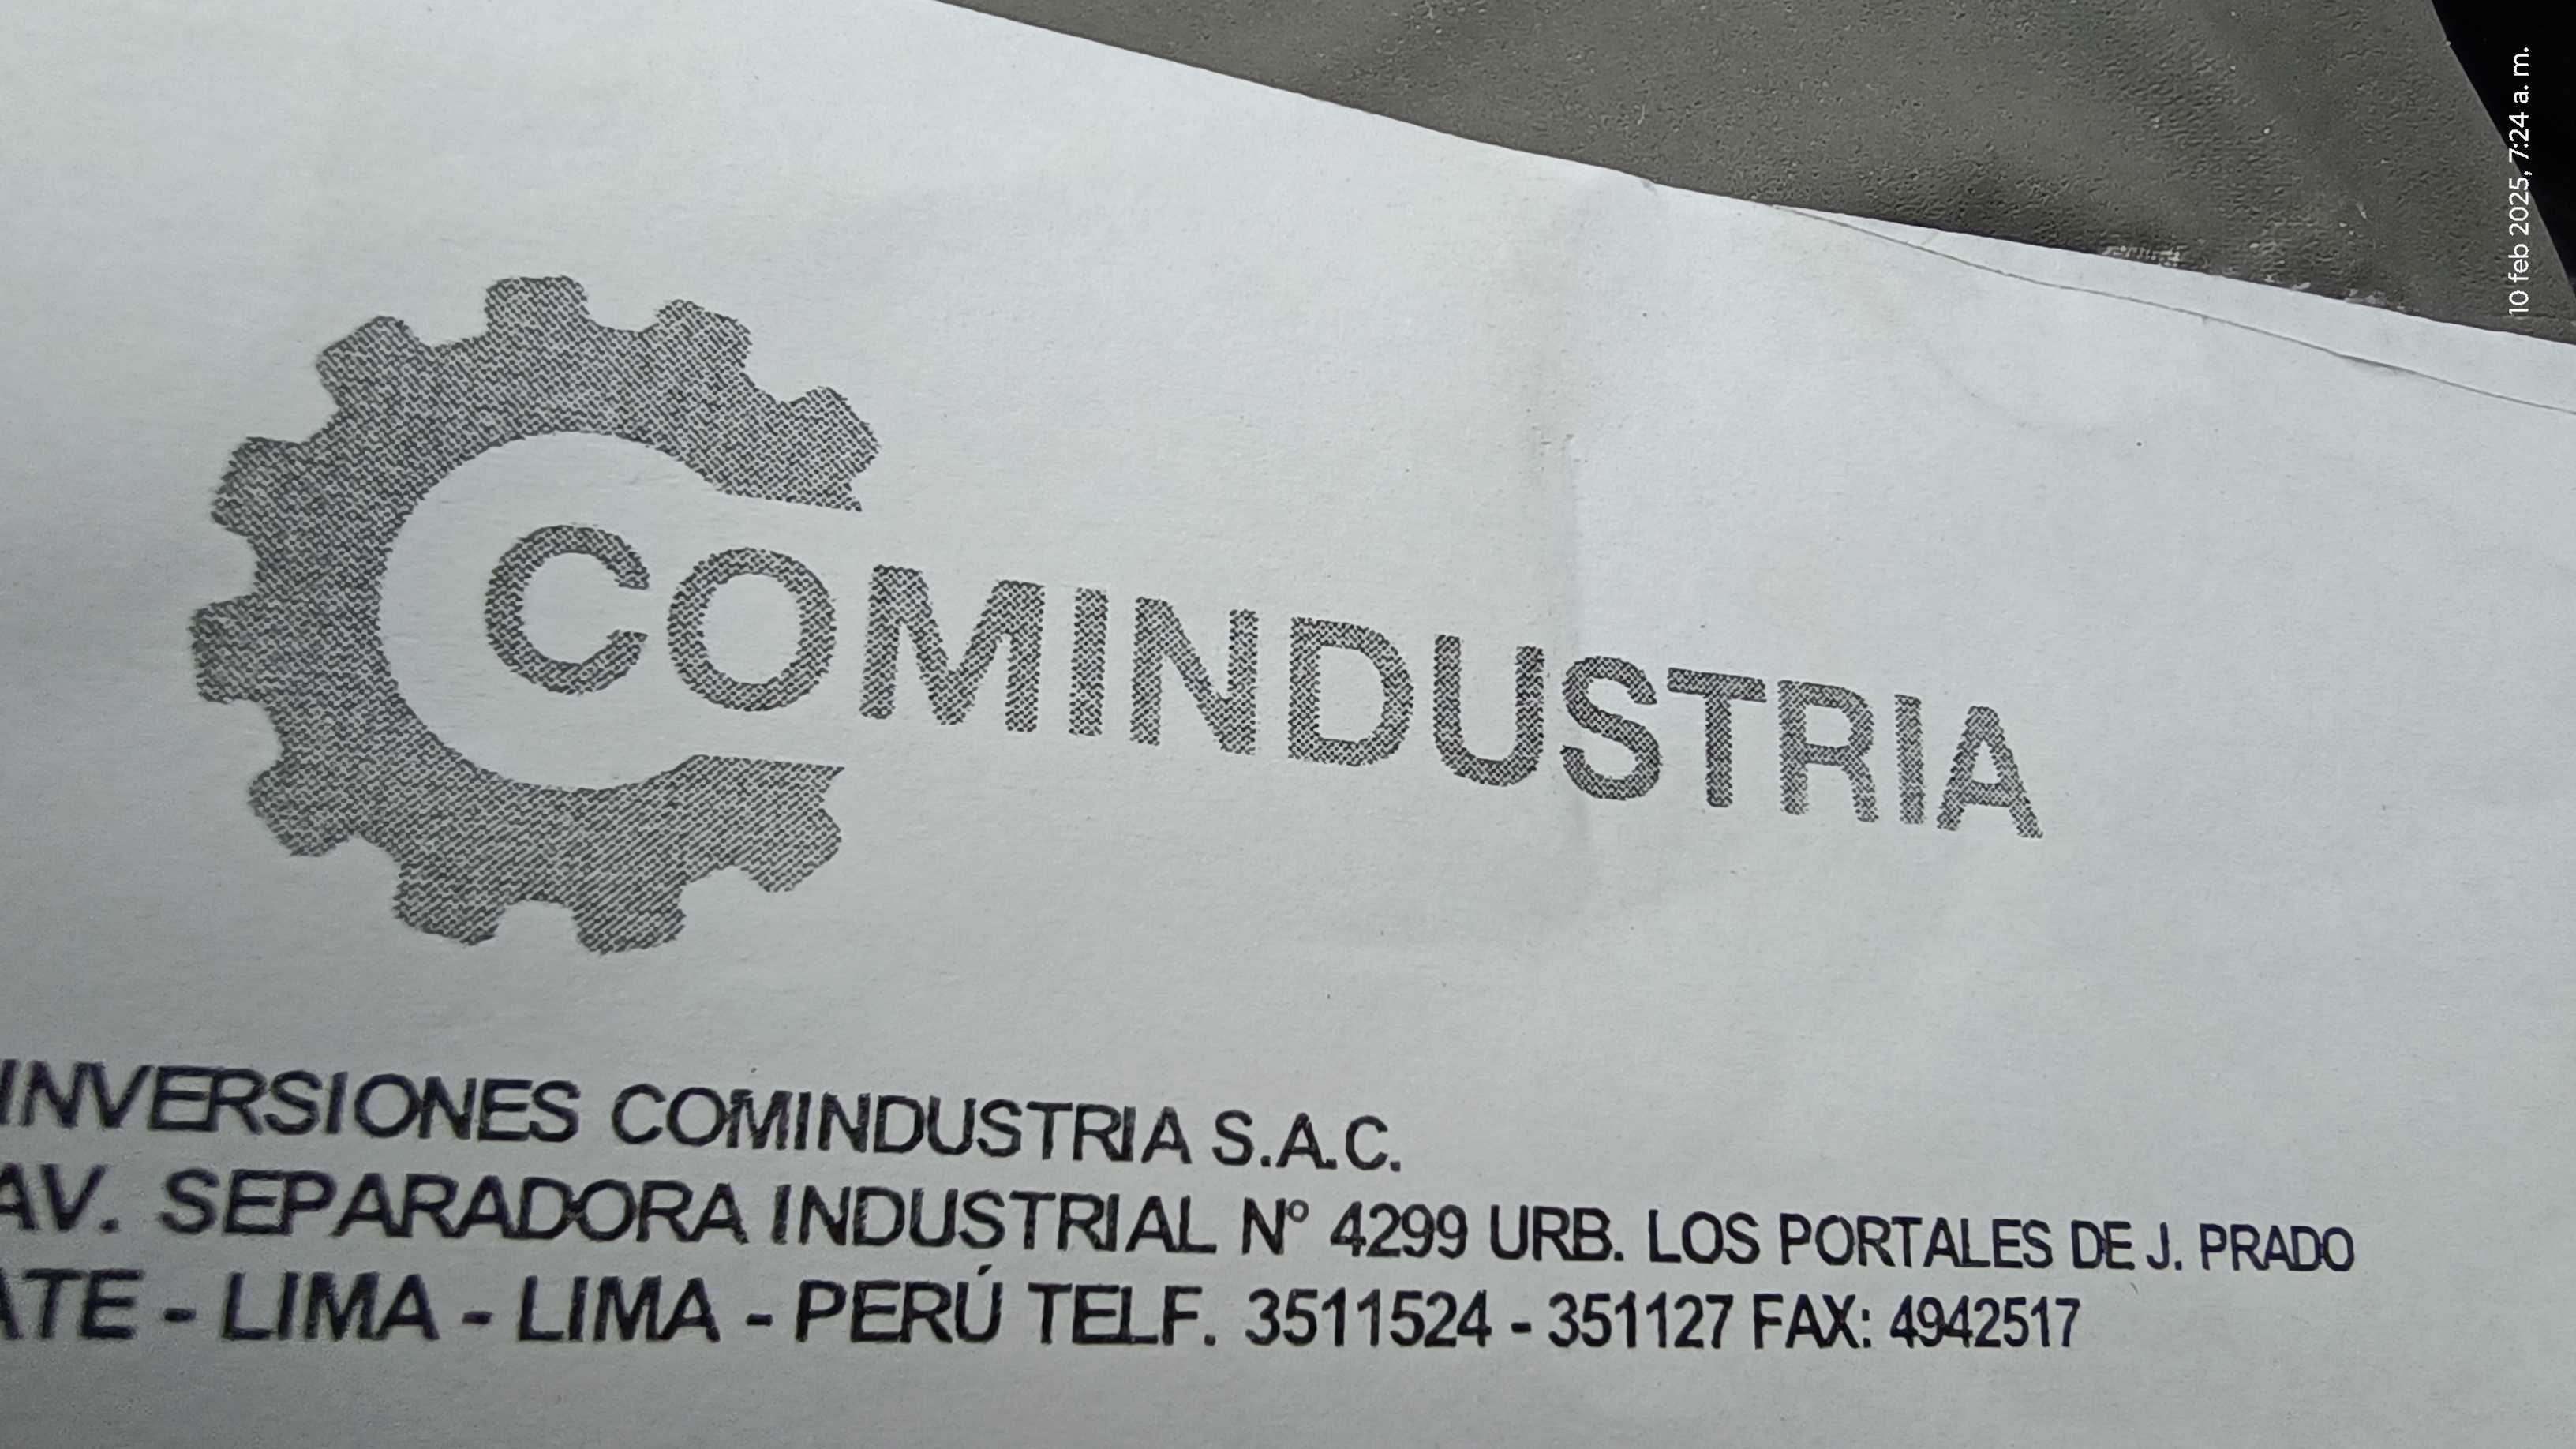 COMINDUSTRIA
INVERSIONES COMINDUSTRIA S.A.C.
AV. SEPARADORA INDUSTRIAL Nº 4299 URB. LOS PORTALES DE J. PRADO
ATE - LIMA - LIMA - PERÚ TELF. 3511524 - 351127 FAX: 4942517
10 feb 2025, 7:24 a. m.